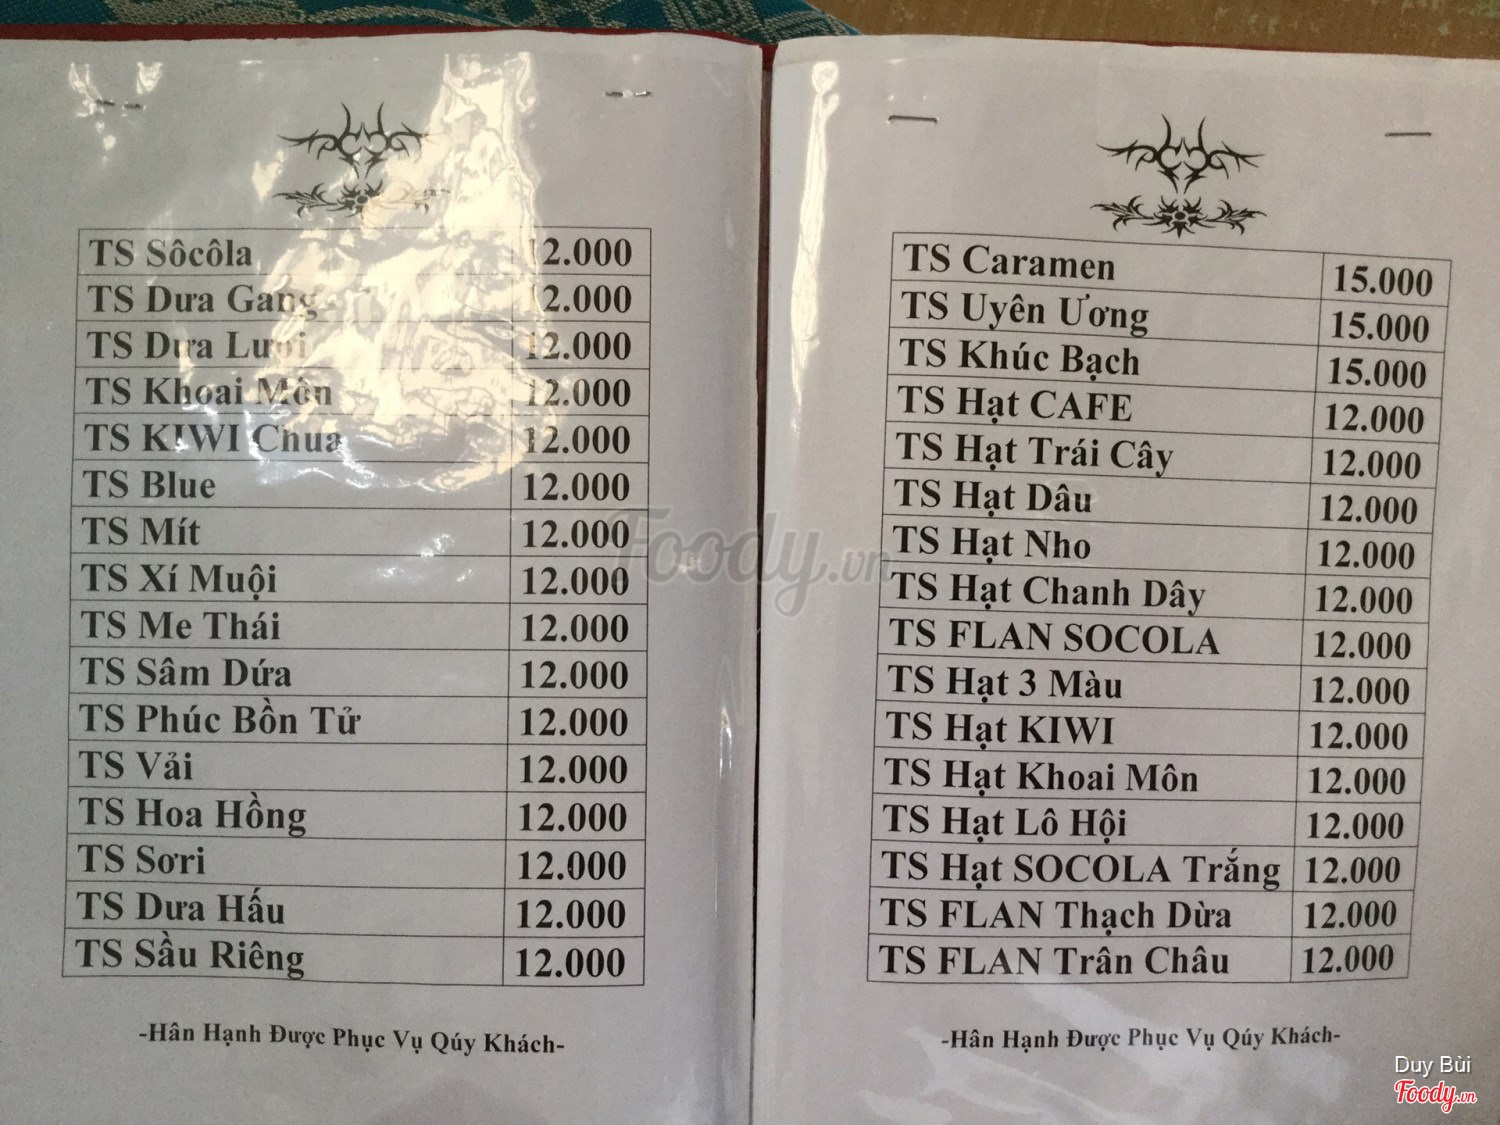 TS Sôcôla 12.000
TS Dưa Gang 12.000
TS Dưa Lưới 12.000
TS Khoai Môn 12.000
TS KIWI Chua 12.000
TS Blue 12.000
TS Mít 12.000
TS Xí Muội 12.000
TS Me Thái 12.000
TS Sâm Dứa 12.000
TS Phúc Bồn Tử 12.000
TS Vải 12.000
TS Hoa Hồng 12.000
TS Sơri 12.000
TS Dưa Hấu 12.000
TS Sầu Riêng 12.000
-Hân Hạnh Được Phục Vụ Qúy Khách-
TS Caramen 15.000
TS Uyên Ương 15.000
TS Khúc Bạch 15.000
TS Hạt CAFE 12.000
TS Hạt Trái Cây 12.000
TS Hạt Dâu 12.000
TS Hạt Nho 12.000
TS Hạt Chanh Dây 12.000
TS FLAN SOCOLA 12.000
TS Hạt 3 Màu 12.000
TS Hạt KIWI 12.000
TS Hạt Khoai Môn 12.000
TS Hạt Lô Hội 12.000
TS Hạt SOCOLA Trắng 12.000
TS FLAN Thạch Dừa 12.000
TS FLAN Trân Châu 12.000
-Hân Hạnh Được Phục Vụ Qúy Khách-
Foody.vn
Duy Bùi
Foody.vn